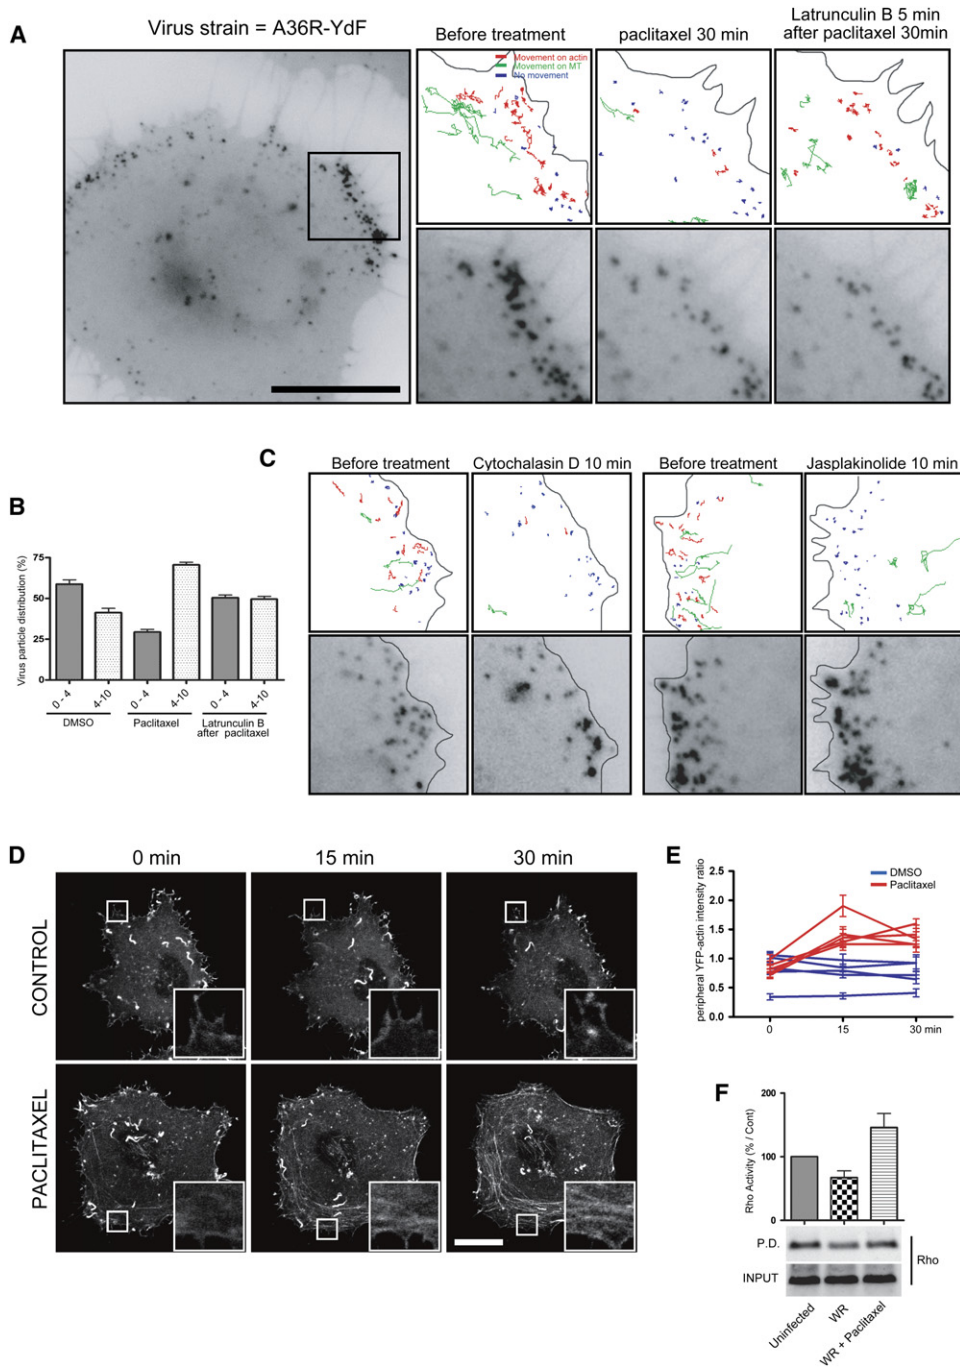 A
Virus strain = A36R-YdF
Before treatment
paclitaxel 30 min
Latrunculin B 5 min
after paclitaxel 30min
Movement on actin
Movement on MT
No movement
B
Virus particle distribution (%)
75
50
25
0
0 - 4
4-10
0 - 4
4-10
0 - 4
4-10
DMSO
Paclitaxel
Latrunculin B
after paclitaxel
C
Before treatment
Cytochalasin D 10 min
Before treatment
Jasplakinolide 10 min
D
0 min
15 min
30 min
CONTROL
PACLITAXEL
E
DMSO
Paclitaxel
peripheral YFP-actin intensity ratio
2.5
2.0
1.5
1.0
0.5
0.0
0
15
30 min
F
Rho Activity (% / Cont)
200
100
0
P.D.
INPUT
Rho
Uninfected
WR
WR + Paclitaxel